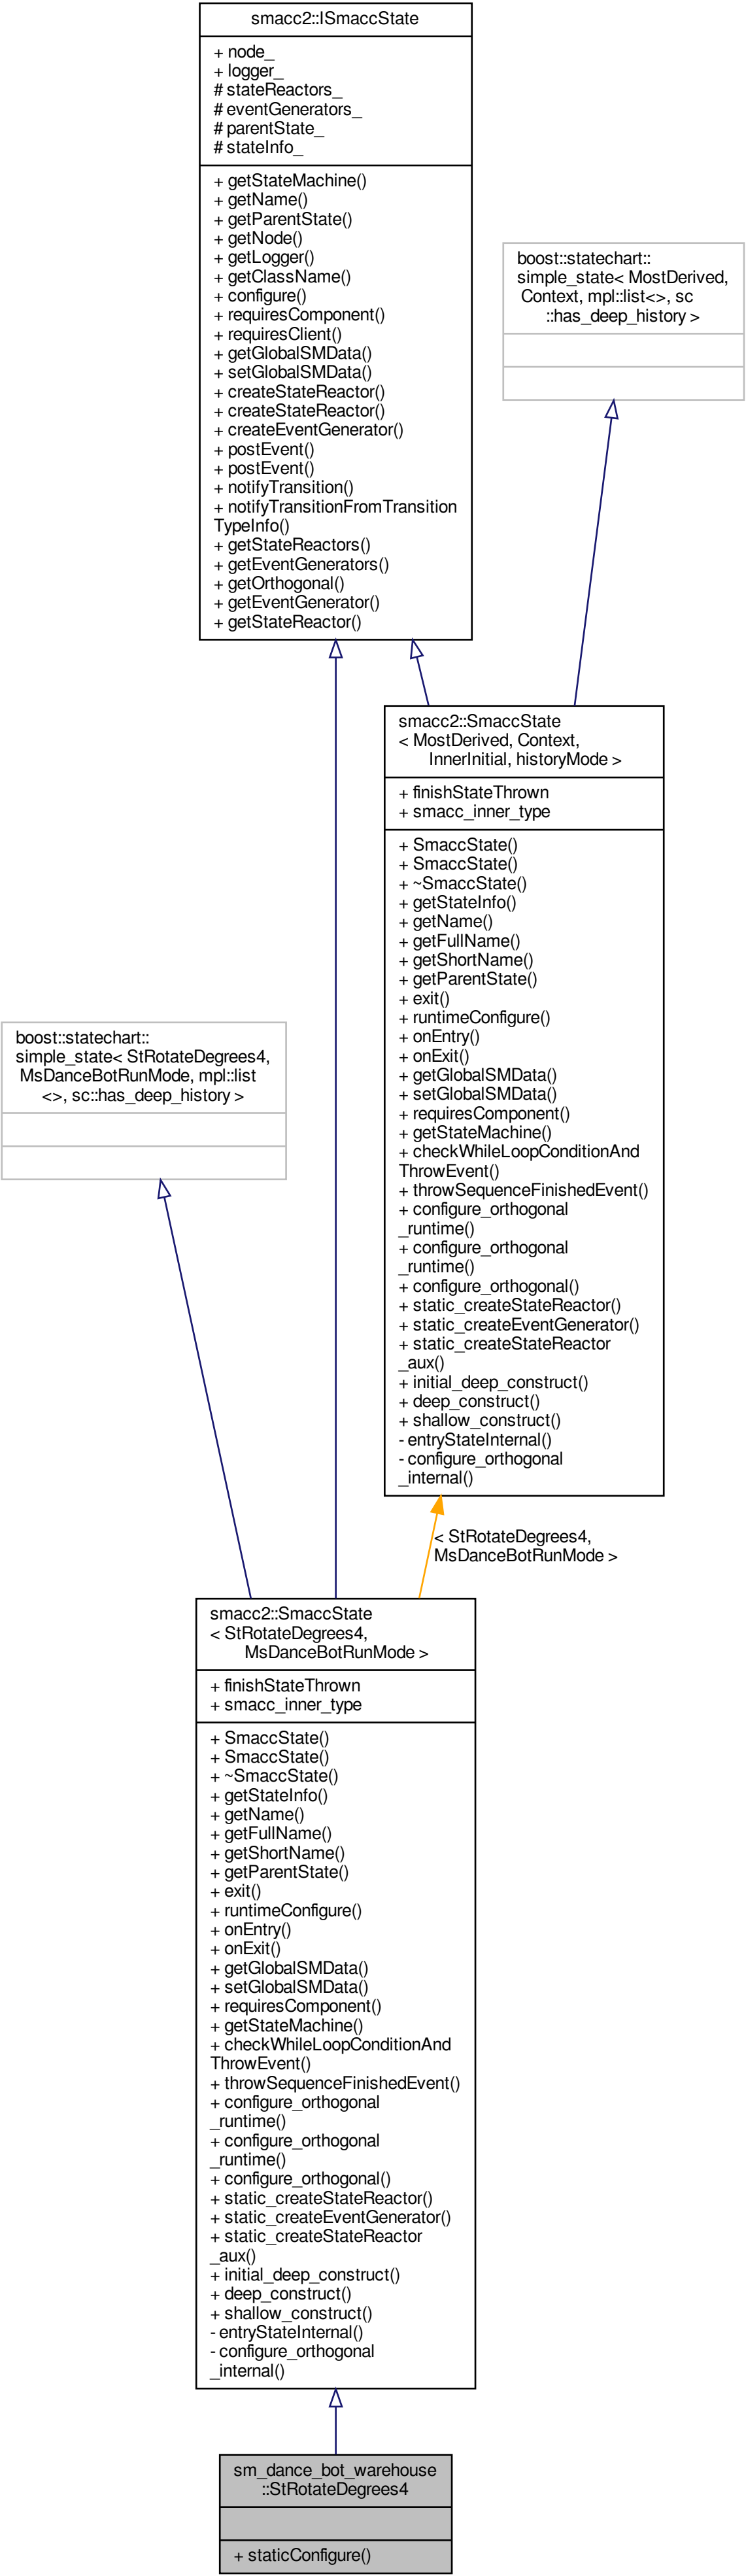 smacc2::ISmaccState
+ node_
+ logger_
# stateReactors_
# eventGenerators_
# parentState_
# stateInfo_
+ getStateMachine()
+ getName()
+ getParentState()
+ getNode()
+ getLogger()
+ getClassName()
+ configure()
+ requiresComponent()
+ requiresClient()
+ getGlobalSMData()
+ setGlobalSMData()
+ createStateReactor()
+ createStateReactor()
+ createEventGenerator()
+ postEvent()
+ postEvent()
+ notifyTransition()
+ notifyTransitionFromTransition
TypeInfo()
+ getStateReactors()
+ getEventGenerators()
+ getOrthogonal()
+ getEventGenerator()
+ getStateReactor()
boost::statechart::
simple_state< MostDerived,
Context, mpl::list<>, sc
::has_deep_history >
smacc2::SmaccState
< MostDerived, Context,
InnerInitial, historyMode >
+ finishStateThrown
+ smacc_inner_type
+ SmaccState()
+ SmaccState()
+ ~SmaccState()
+ getStateInfo()
+ getName()
+ getFullName()
+ getShortName()
+ getParentState()
+ exit()
+ runtimeConfigure()
+ onEntry()
+ onExit()
+ getGlobalSMData()
+ setGlobalSMData()
+ requiresComponent()
+ getStateMachine()
+ checkWhileLoopConditionAnd
ThrowEvent()
+ throwSequenceFinishedEvent()
+ configure_orthogonal
_runtime()
+ configure_orthogonal
_runtime()
+ configure_orthogonal()
+ static_createStateReactor()
+ static_createEventGenerator()
+ static_createStateReactor
_aux()
+ initial_deep_construct()
+ deep_construct()
+ shallow_construct()
- entryStateInternal()
- configure_orthogonal
_internal()
boost::statechart::
simple_state< StRotateDegrees4,
MsDanceBotRunMode, mpl::list
<>, sc::has_deep_history >
< StRotateDegrees4,
MsDanceBotRunMode >
smacc2::SmaccState
< StRotateDegrees4,
MsDanceBotRunMode >
+ finishStateThrown
+ smacc_inner_type
+ SmaccState()
+ SmaccState()
+ ~SmaccState()
+ getStateInfo()
+ getName()
+ getFullName()
+ getShortName()
+ getParentState()
+ exit()
+ runtimeConfigure()
+ onEntry()
+ onExit()
+ getGlobalSMData()
+ setGlobalSMData()
+ requiresComponent()
+ getStateMachine()
+ checkWhileLoopConditionAnd
ThrowEvent()
+ throwSequenceFinishedEvent()
+ configure_orthogonal
_runtime()
+ configure_orthogonal
_runtime()
+ configure_orthogonal()
+ static_createStateReactor()
+ static_createEventGenerator()
+ static_createStateReactor
_aux()
+ initial_deep_construct()
+ deep_construct()
+ shallow_construct()
- entryStateInternal()
- configure_orthogonal
_internal()
sm_dance_bot_warehouse
::StRotateDegrees4
+ staticConfigure()